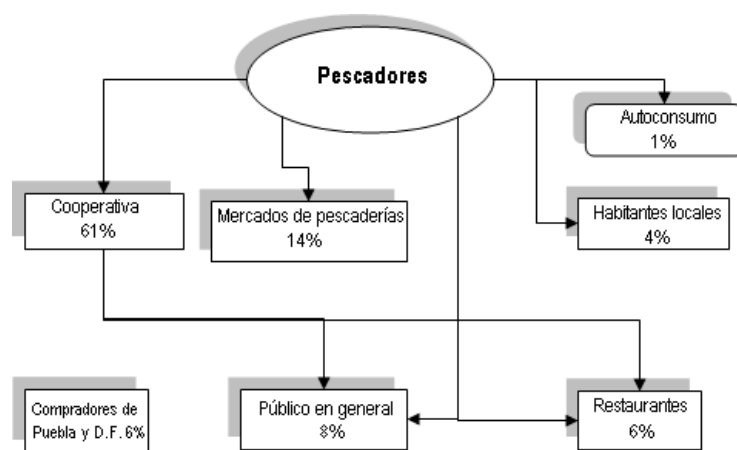 Pescadores
Autoconsumo
1%
Cooperativa
61%
Mercados de pescaderías
14%
Habitantes locales
4%
Compradores de
Puebla y D.F. 6%
Público en general
8%
Restaurantes
6%